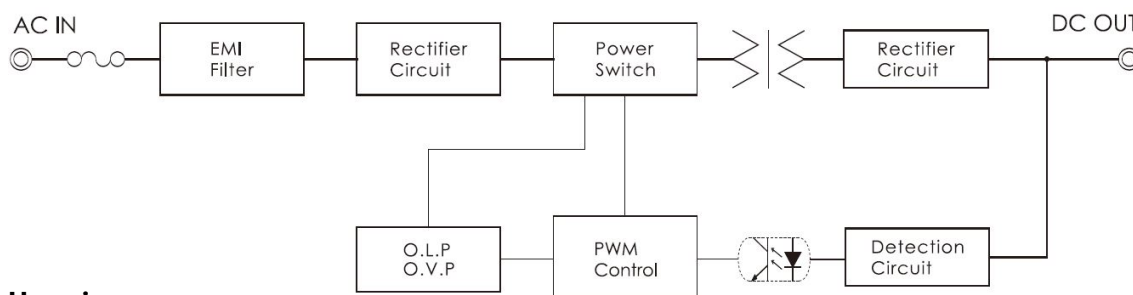 AC IN
DC OUT
EMI
Filter
Rectifier
Circuit
Power
Switch
Rectifier
Circuit
O.L.P
O.V.P
PWM
Control
Detection
Circuit